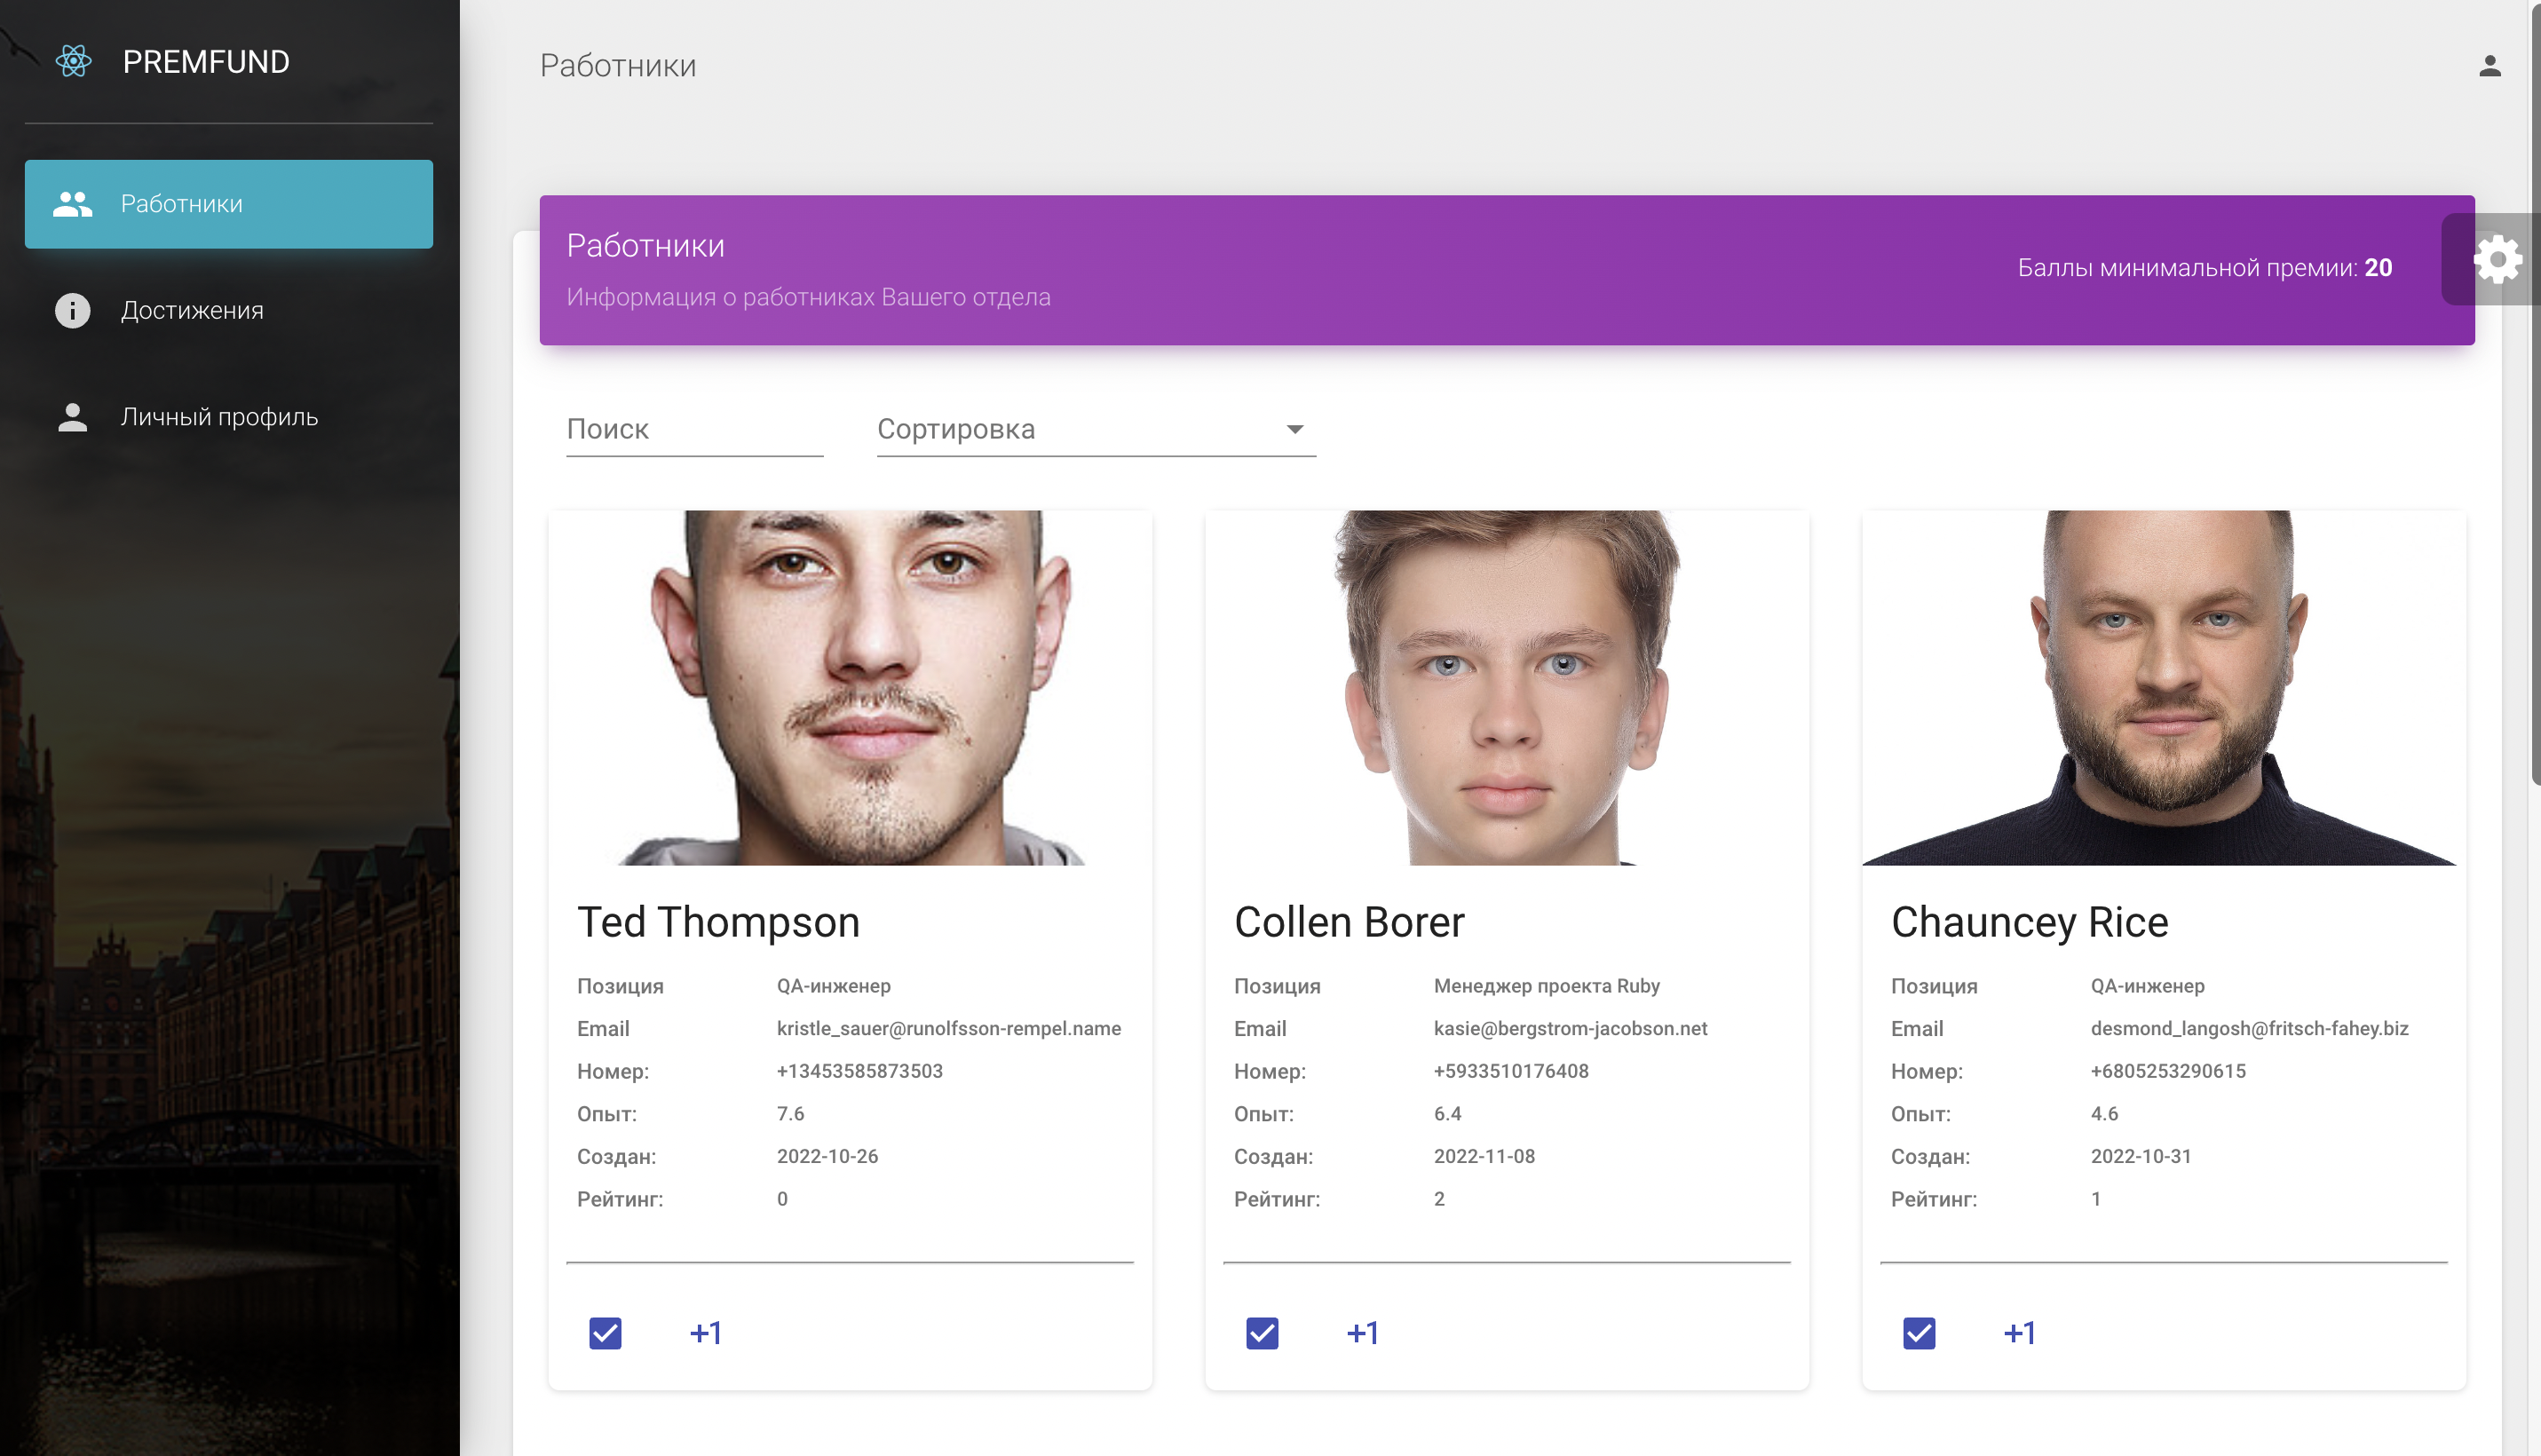 PREMFUND
Работники
Достижения
Личный профиль
Работники
Работники
Информация о работниках Вашего отдела
Баллы минимальной премии: 20
Поиск
Сортировка
Ted Thompson
Позиция QA-инженер
Email kristle_sauer@runolfsson-rempel.name
Номер: +13453585873503
Опыт: 7.6
Создан: 2022-10-26
Рейтинг: 0
+1
Collen Borer
Позиция Менеджер проекта Ruby
Email kasie@bergstrom-jacobson.net
Номер: +5933510176408
Опыт: 6.4
Создан: 2022-11-08
Рейтинг: 2
+1
Chauncey Rice
Позиция QA-инженер
Email desmond_langosh@fritsch-fahey.biz
Номер: +6805253290615
Опыт: 4.6
Создан: 2022-10-31
Рейтинг: 1
+1